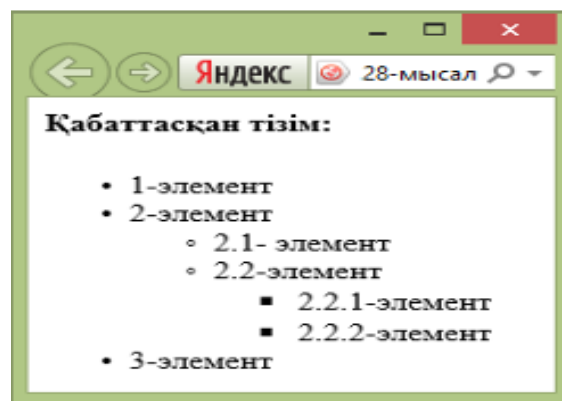 Яндекс 28-мысал
Қабаттасқан тізім:
• 1-элемент
• 2-элемент
◦ 2.1- элемент
◦ 2.2-элемент
▪ 2.2.1-элемент
▪ 2.2.2-элемент
• 3-элемент